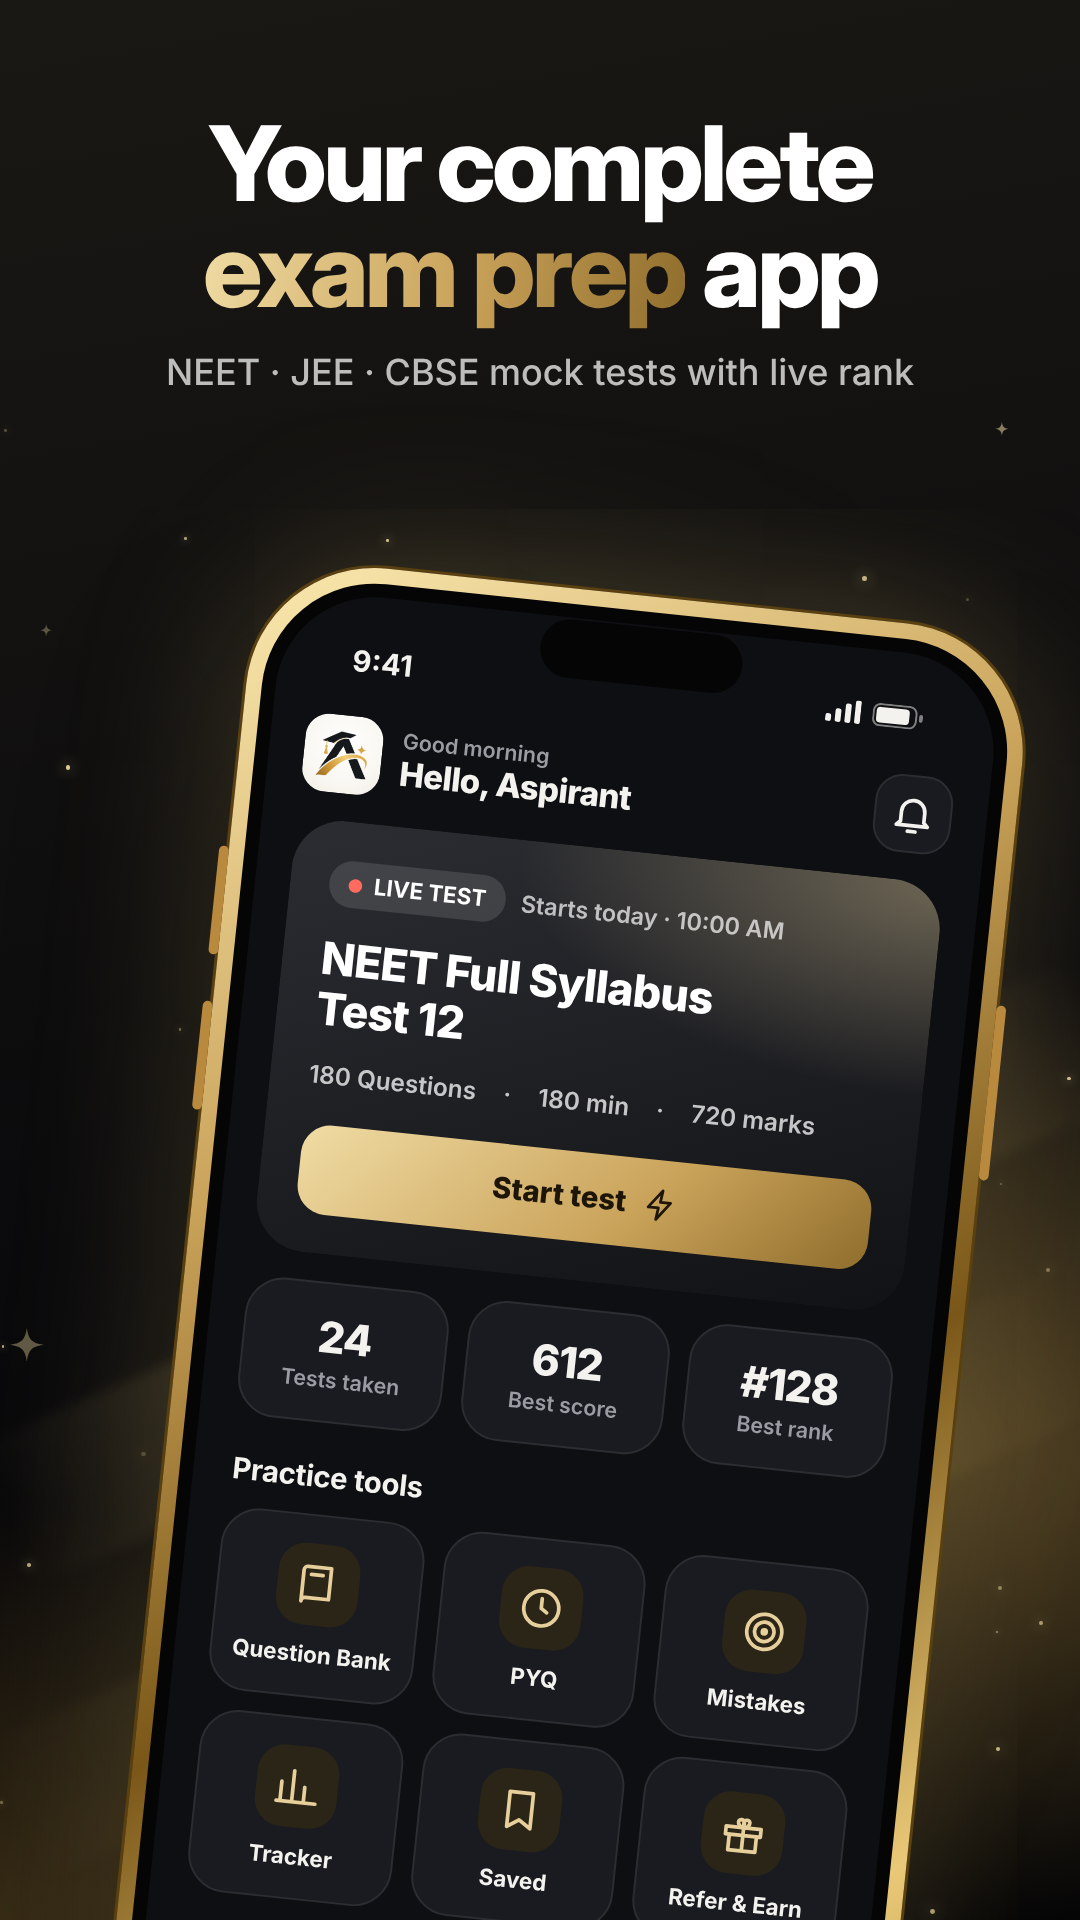 Your complete
exam prep app
NEET · JEE · CBSE mock tests with live rank
9:41
Good morning
Hello, Aspirant
LIVE TEST
Starts today · 10:00 AM
NEET Full Syllabus
Test 12
180 Questions · 180 min · 720 marks
Start test
24
Tests taken
612
Best score
#128
Best rank
Practice tools
Question Bank
PYQ
Mistakes
Tracker
Saved
Refer & Earn